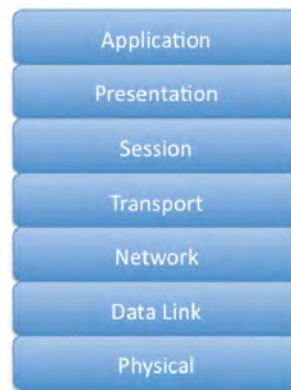 Application
Presentation
Session
Transport
Network
Data Link
Physical